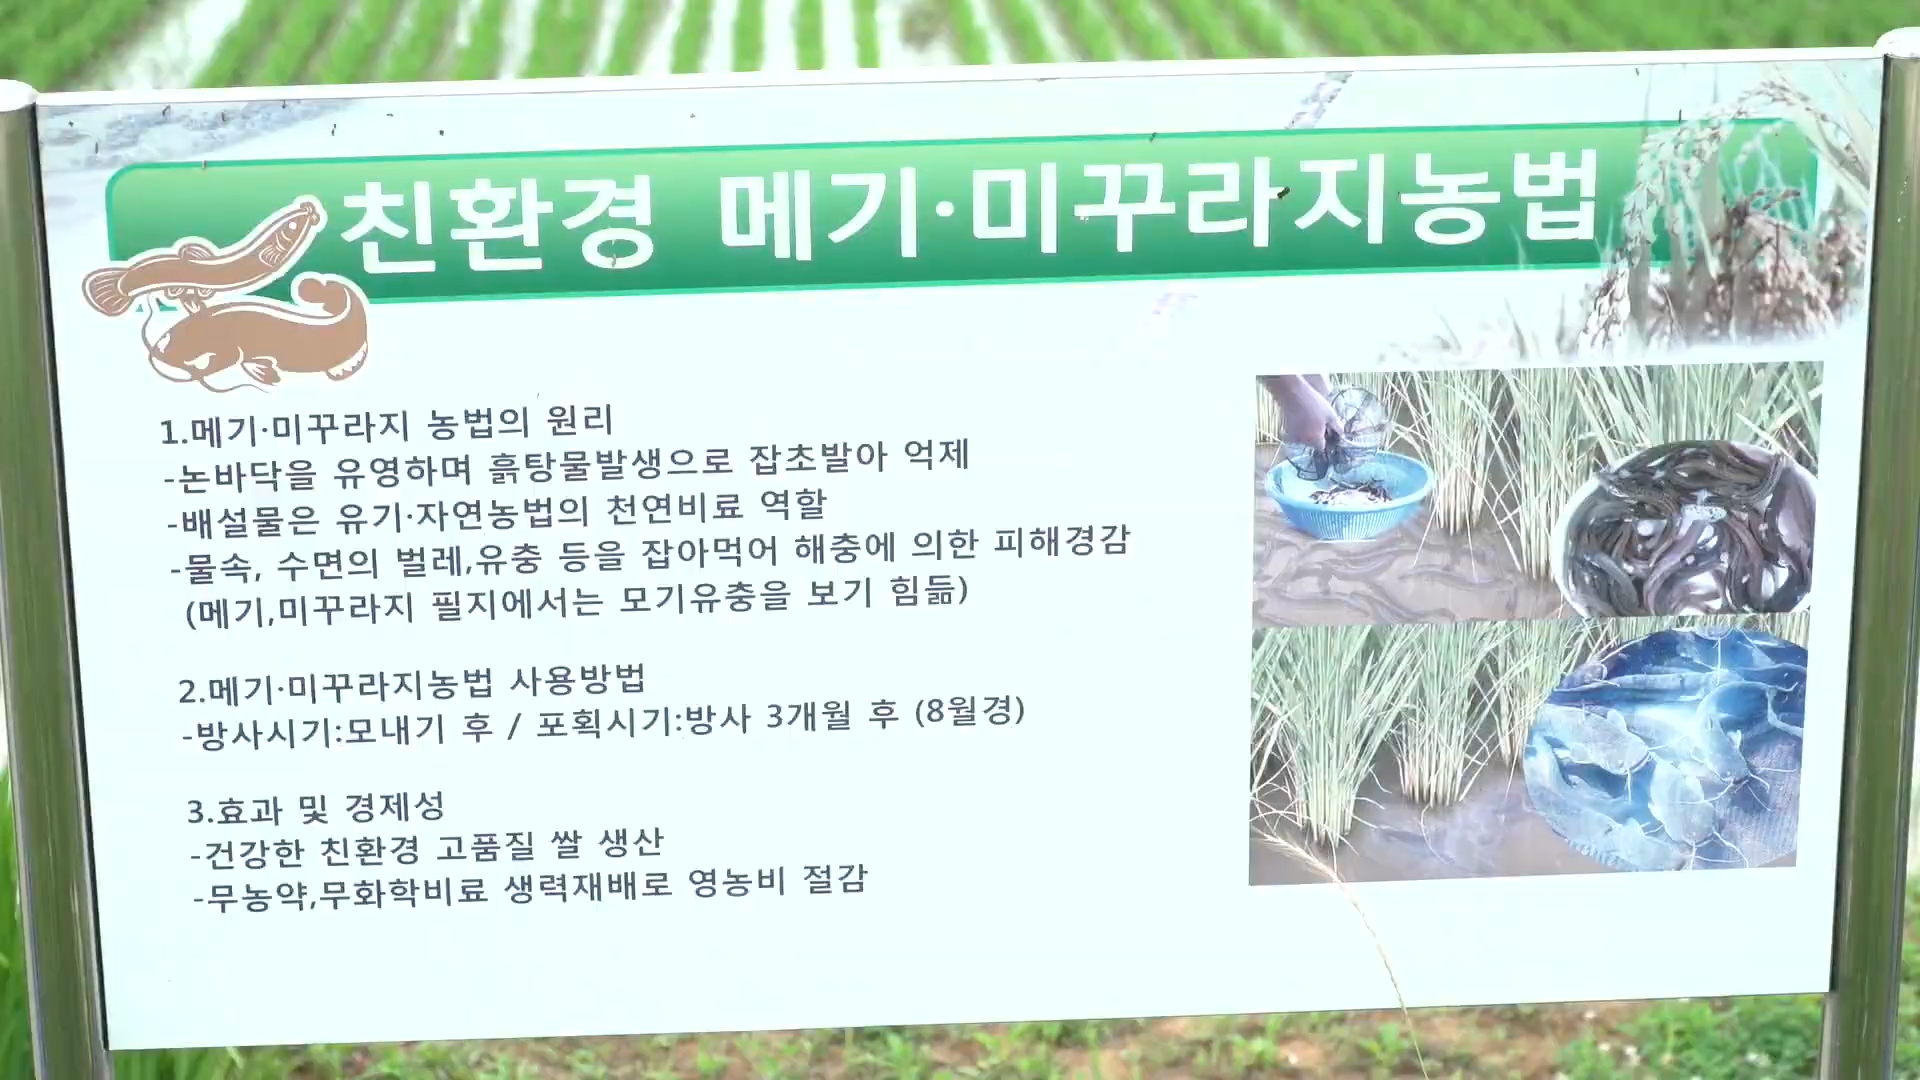 친환경 메기·미꾸라지농법
1.메기·미꾸라지 농법의 원리
-논바닥을 유영하며 흙탕물발생으로 잡초발아 억제
-배설물은 유기·자연농법의 천연비료 역할
-물속, 수면의 벌레,유충 등을 잡아먹어 해충에 의한 피해경감
(메기,미꾸라지 필지에서는 모기유충을 보기 힘듦)
2.메기·미꾸라지농법 사용방법
-방사시기:모내기 후 / 포획시기:방사 3개월 후 (8월경)
3.효과 및 경제성
-건강한 친환경 고품질 쌀 생산
-무농약,무화학비료 생력재배로 영농비 절감